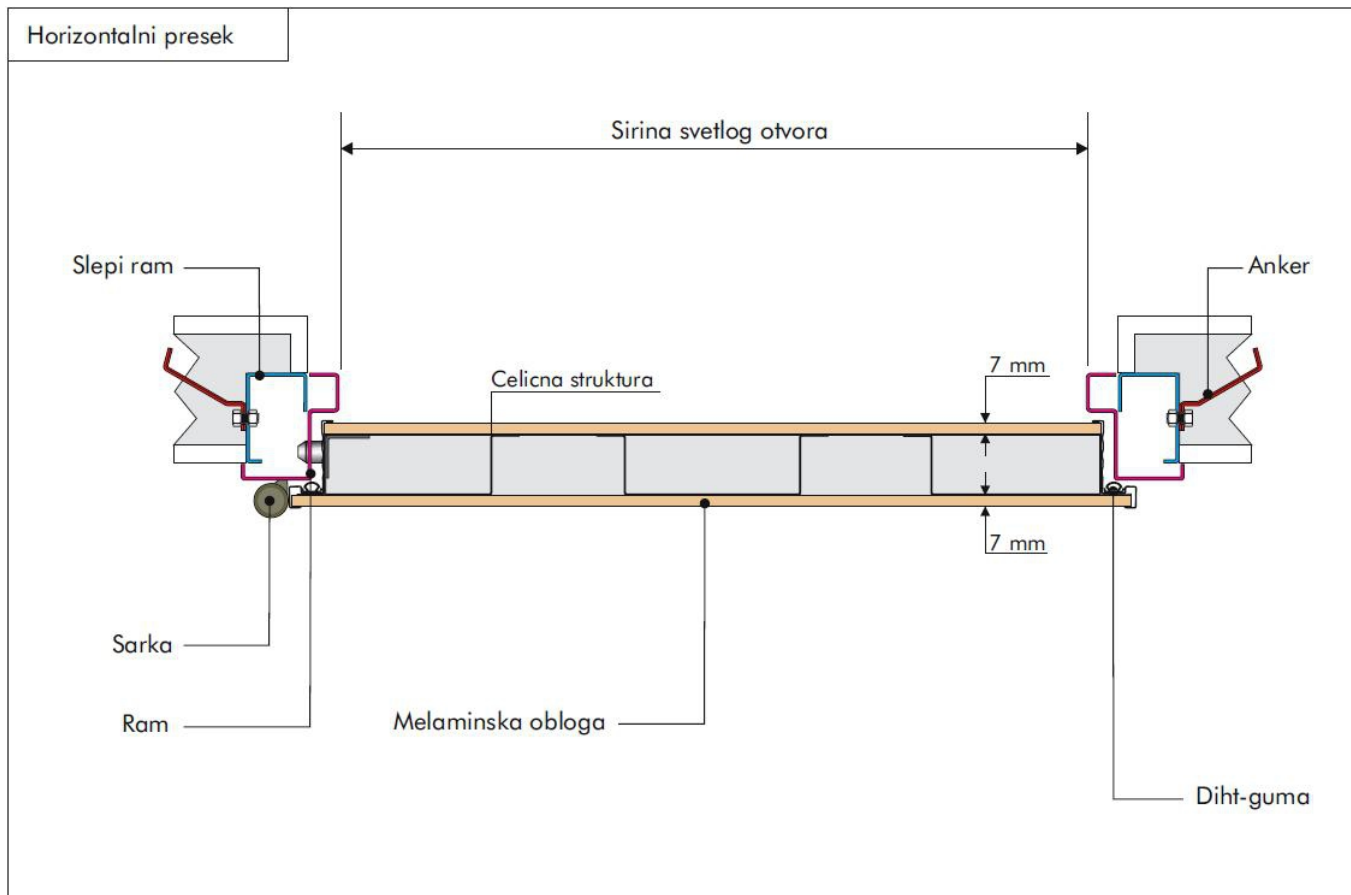 Horizontalni presek
Sirina svetlog otvora
Slepi ram
Anker
Celicna struktura
7 mm
7 mm
Sarka
Ram
Melaminska obloga
Diht-guma